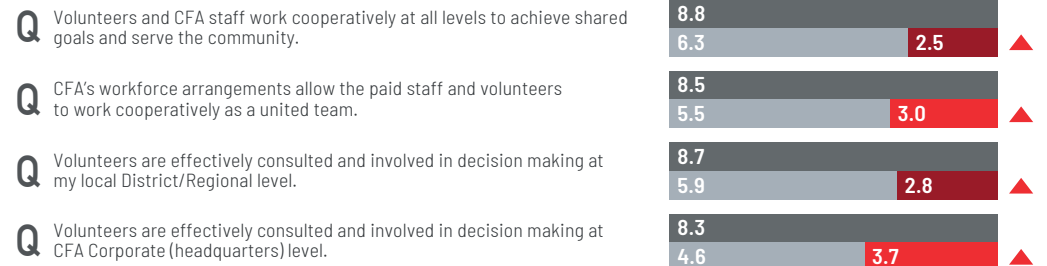 Q Volunteers and CFA staff work cooperatively at all levels to achieve shared
goals and serve the community.
8.8
6.3 2.5
Q CFA's workforce arrangements allow the paid staff and volunteers
to work cooperatively as a united team.
8.5
5.5 3.0
Q Volunteers are effectively consulted and involved in decision making at
my local District/Regional level.
8.7
5.9 2.8
Q Volunteers are effectively consulted and involved in decision making at
CFA Corporate (headquarters) level.
8.3
4.6 3.7